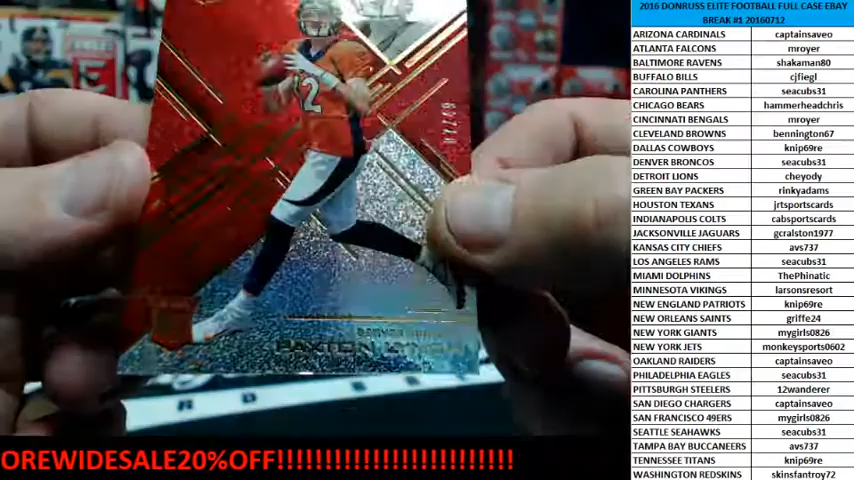 2016 DONRUSS ELITE FOOTBALL FULL CASE EBAY
BREAK #1 20160712
ARIZONA CARDINALS captainsaveo
ATLANTA FALCONS mroyer
BALTIMORE RAVENS shakaman80
BUFFALO BILLS cjfiegl
CAROLINA PANTHERS seacubs31
CHICAGO BEARS hammerheadchris
CINCINNATI BENGALS mroyer
CLEVELAND BROWNS bennington67
DALLAS COWBOYS knip69re
DENVER BRONCOS seacubs31
DETROIT LIONS cheyody
GREEN BAY PACKERS rinkyadams
HOUSTON TEXANS jrtsportscards
INDIANAPOLIS COLTS cabsportscards
JACKSONVILLE JAGUARS gcralston1977
KANSAS CITY CHIEFS avs737
LOS ANGELES RAMS seacubs31
MIAMI DOLPHINS ThePhinatic
MINNESOTA VIKINGS larsonsresort
NEW ENGLAND PATRIOTS knip69re
NEW ORLEANS SAINTS griffe24
NEW YORK GIANTS mygirls0826
NEW YORK JETS monkeysports0602
OAKLAND RAIDERS captainsaveo
PHILADELPHIA EAGLES seacubs31
PITTSBURGH STEELERS 12wanderer
SAN DIEGO CHARGERS captainsaveo
SAN FRANCISCO 49ERS mygirls0826
SEATTLE SEAHAWKS seacubs31
TAMPA BAY BUCCANEERS avs737
TENNESSEE TITANS knip69re
WASHINGTON REDSKINS skinsfantroy72
12
PAXTON LYNCH
R D
OREWIDESALE20%OFF!!!!!!!!!!!!!!!!!!!!!!!!!!!